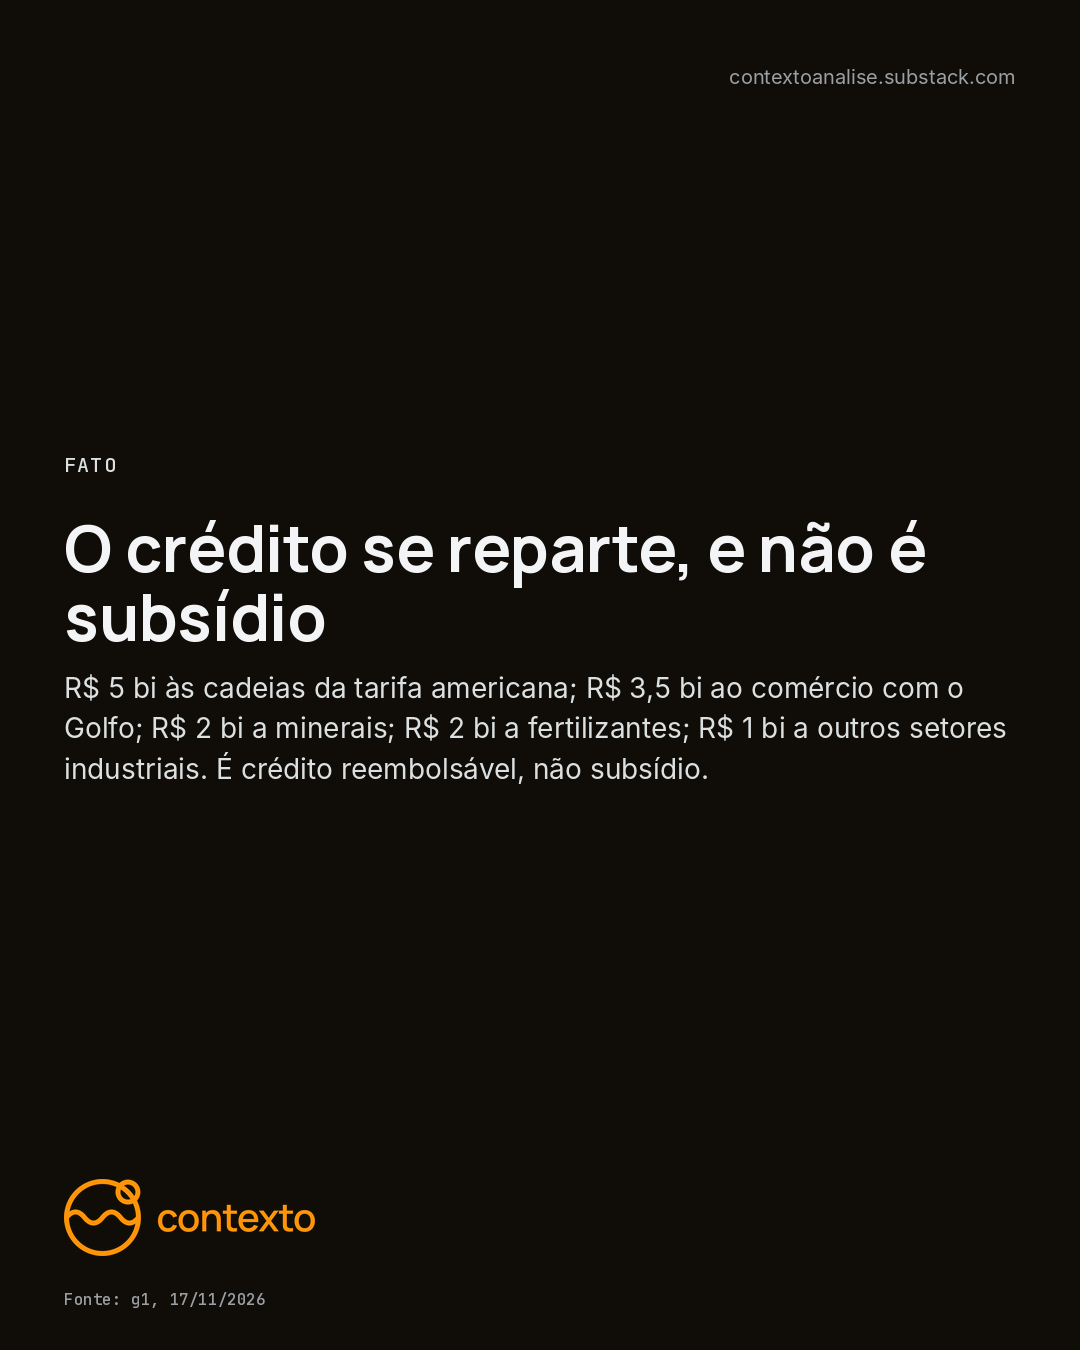 contextoanalise.substack.com
FATO
O crédito se reparte, e não é
subsídio
R$ 5 bi às cadeias da tarifa americana; R$ 3,5 bi ao comércio com o
Golfo; R$ 2 bi a minerais; R$ 2 bi a fertilizantes; R$ 1 bi a outros setores
industriais. É crédito reembolsável, não subsídio.
contexto
Fonte: g1, 17/11/2026